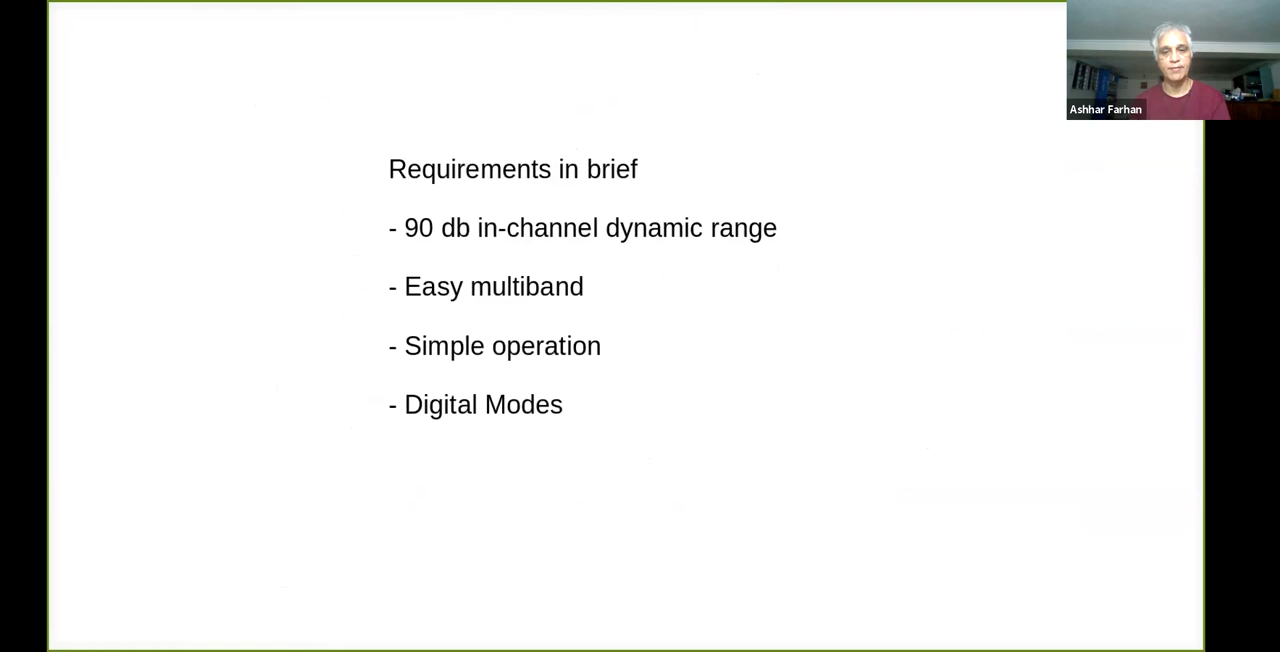 Ashhar Farhan
Requirements in brief
- 90 db in-channel dynamic range
- Easy multiband
- Simple operation
- Digital Modes